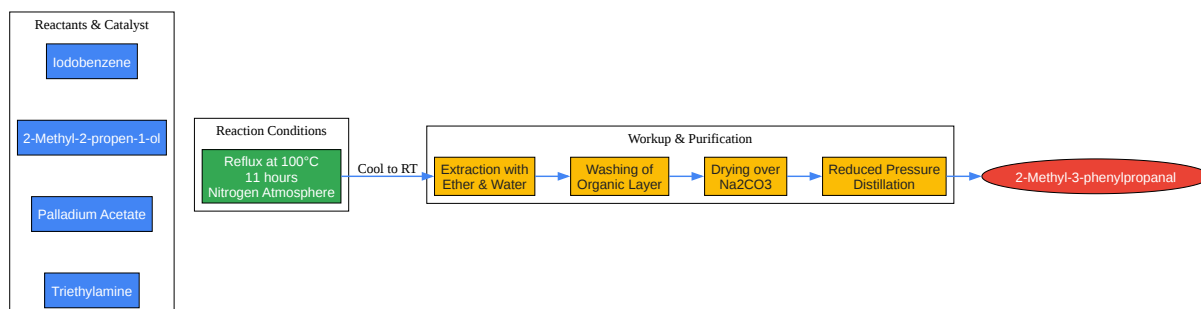 Reactants & Catalyst
Iodobenzene
2-Methyl-2-propen-1-ol
Palladium Acetate
Triethylamine
Reaction Conditions
Reflux at 100°C
11 hours
Nitrogen Atmosphere
Cool to RT
Workup & Purification
Extraction with
Ether & Water
Washing of
Organic Layer
Drying over
Na2CO3
Reduced Pressure
Distillation
2-Methyl-3-phenylpropanal